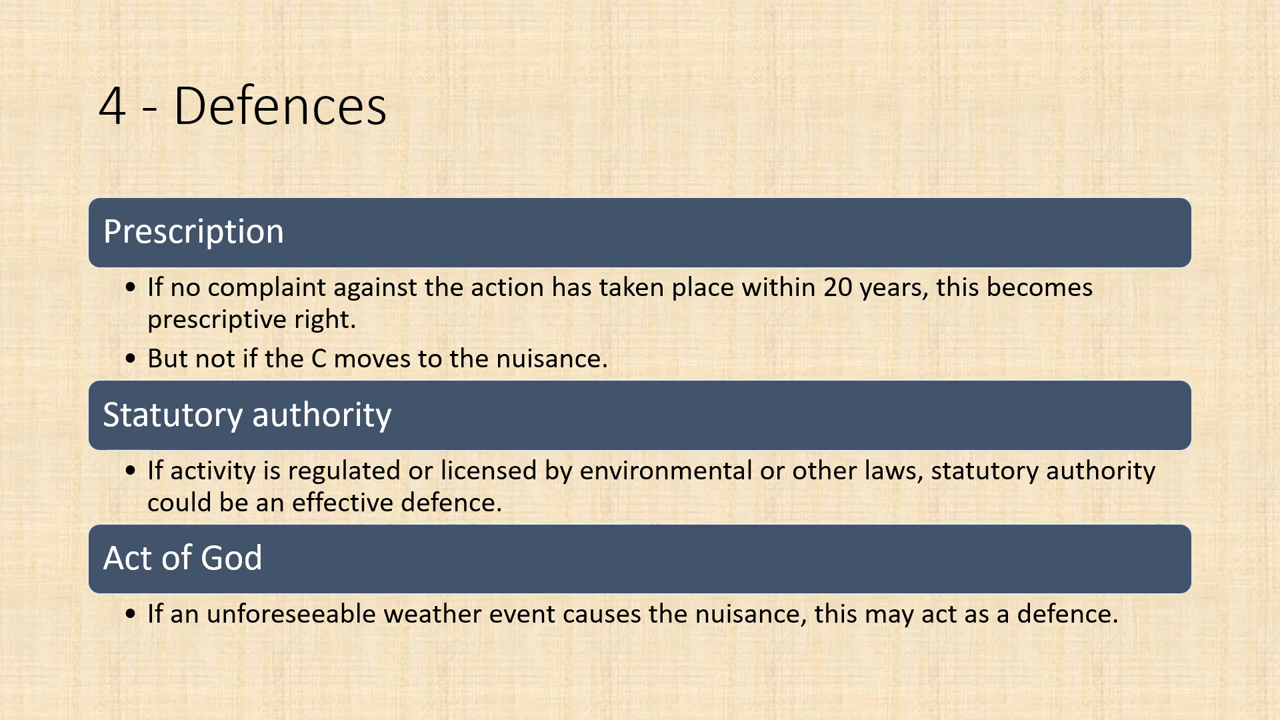 4 - Defences
Prescription
• If no complaint against the action has taken place within 20 years, this becomes
prescriptive right.
• But not if the C moves to the nuisance.
Statutory authority
• If activity is regulated or licensed by environmental or other laws, statutory authority
could be an effective defence.
Act of God
• If an unforeseeable weather event causes the nuisance, this may act as a defence.